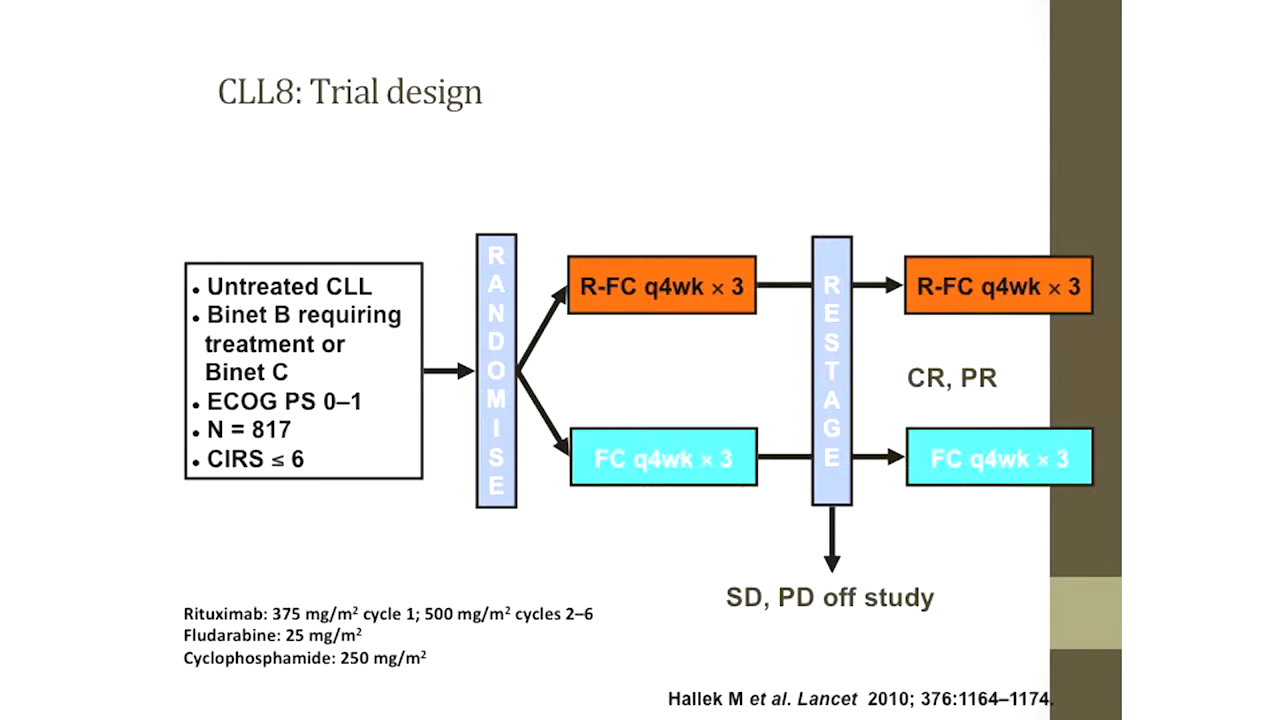 CLL8: Trial design
• Untreated CLL
• Binet B requiring
treatment or
Binet C
• ECOG PS 0–1
• N = 817
• CIRS ≤ 6
RANDOMISE
R-FC q4wk × 3
FC q4wk × 3
RESTAGE
R-FC q4wk × 3
CR, PR
FC q4wk × 3
SD, PD off study
Rituximab: 375 mg/m² cycle 1; 500 mg/m² cycles 2–6
Fludarabine: 25 mg/m²
Cyclophosphamide: 250 mg/m²
Hallek M et al. Lancet 2010; 376:1164–1174.